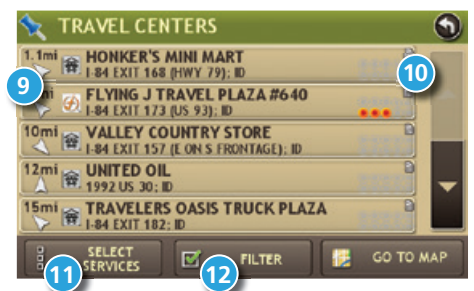 TRAVEL CENTERS
1.1mi HONKER'S MINI MART
I-84 EXIT 168 (HWY 79); ID
10
9
FLYING J TRAVEL PLAZA #640
I-84 EXIT 173 (US 93); ID
10mi VALLEY COUNTRY STORE
I-84 EXIT 157 (E ON S FRONTAGE); ID
12mi UNITED OIL
1992 US 30; ID
15mi TRAVELERS OASIS TRUCK PLAZA
I-84 EXIT 182; ID
SELECT
SERVICES
FILTER
GO TO MAP
11
12